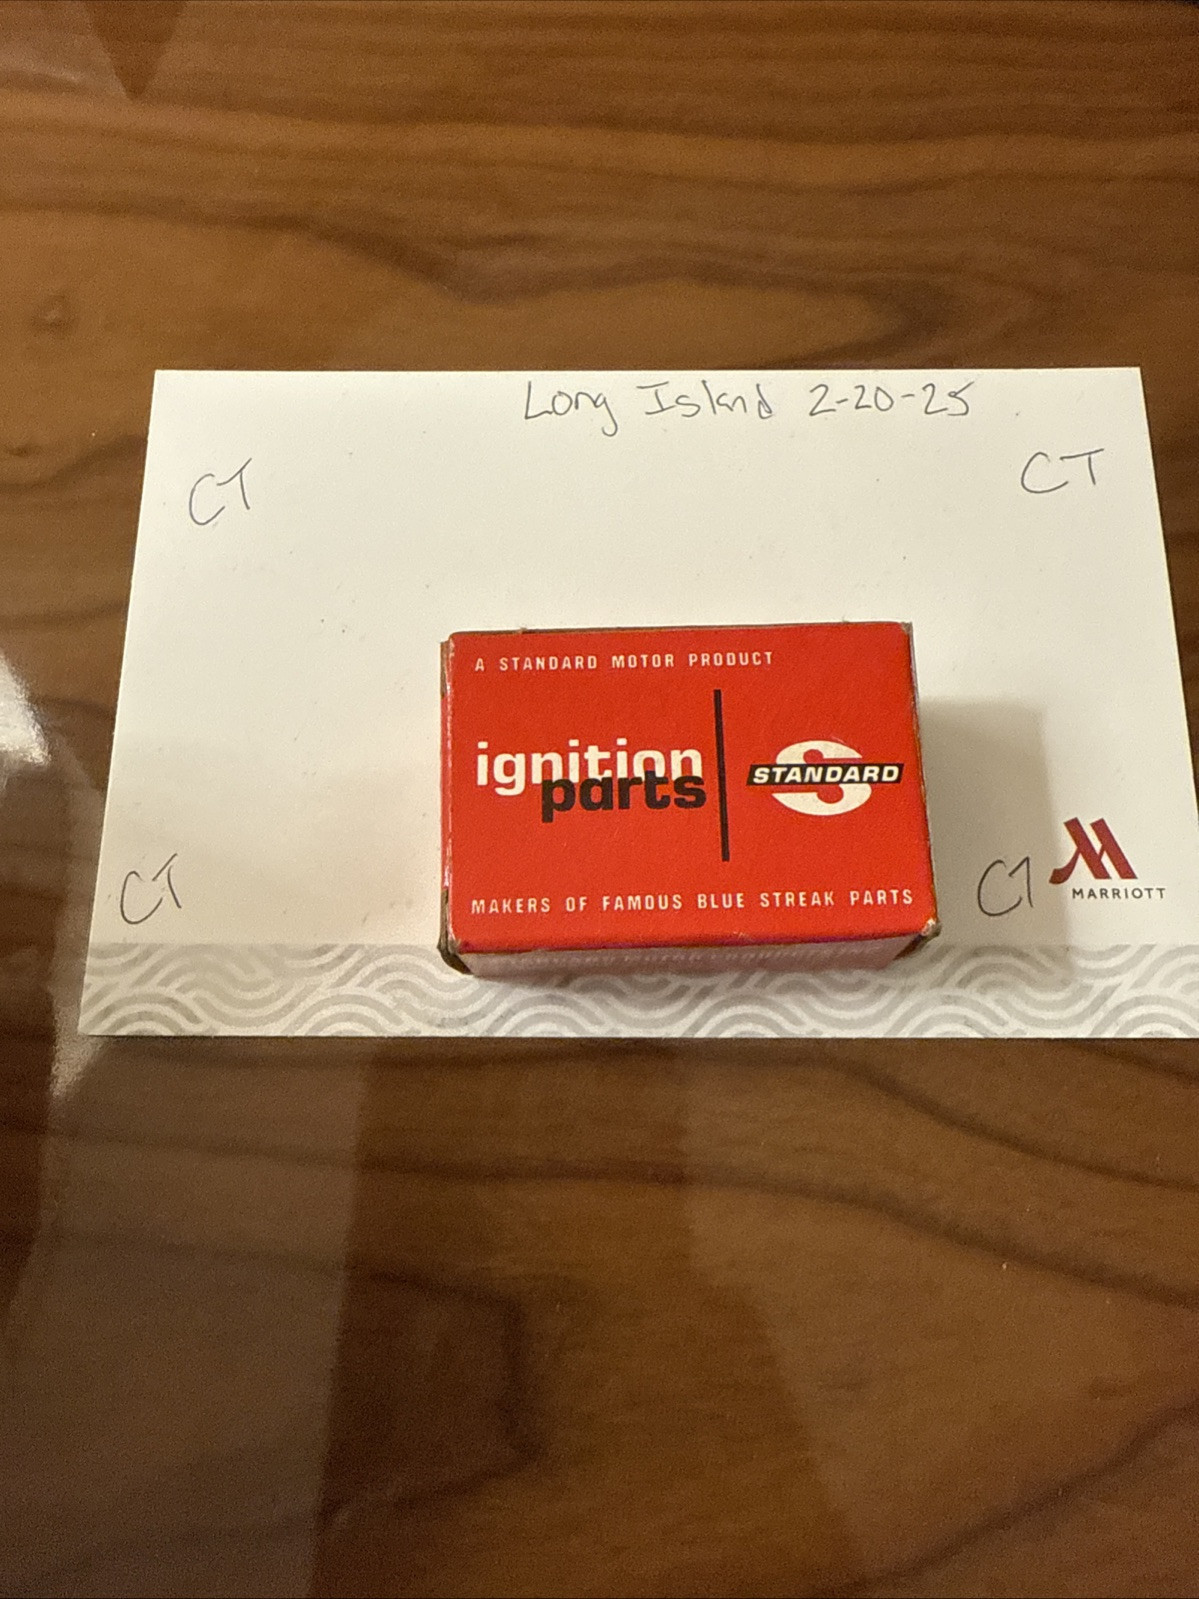 Long Island 2-20-25
CT
CT
A STANDARD MOTOR PRODUCT
ignition
parts
STANDARD
MAKERS OF FAMOUS BLUE STREAK PARTS
CT
CT
MARRIOTT